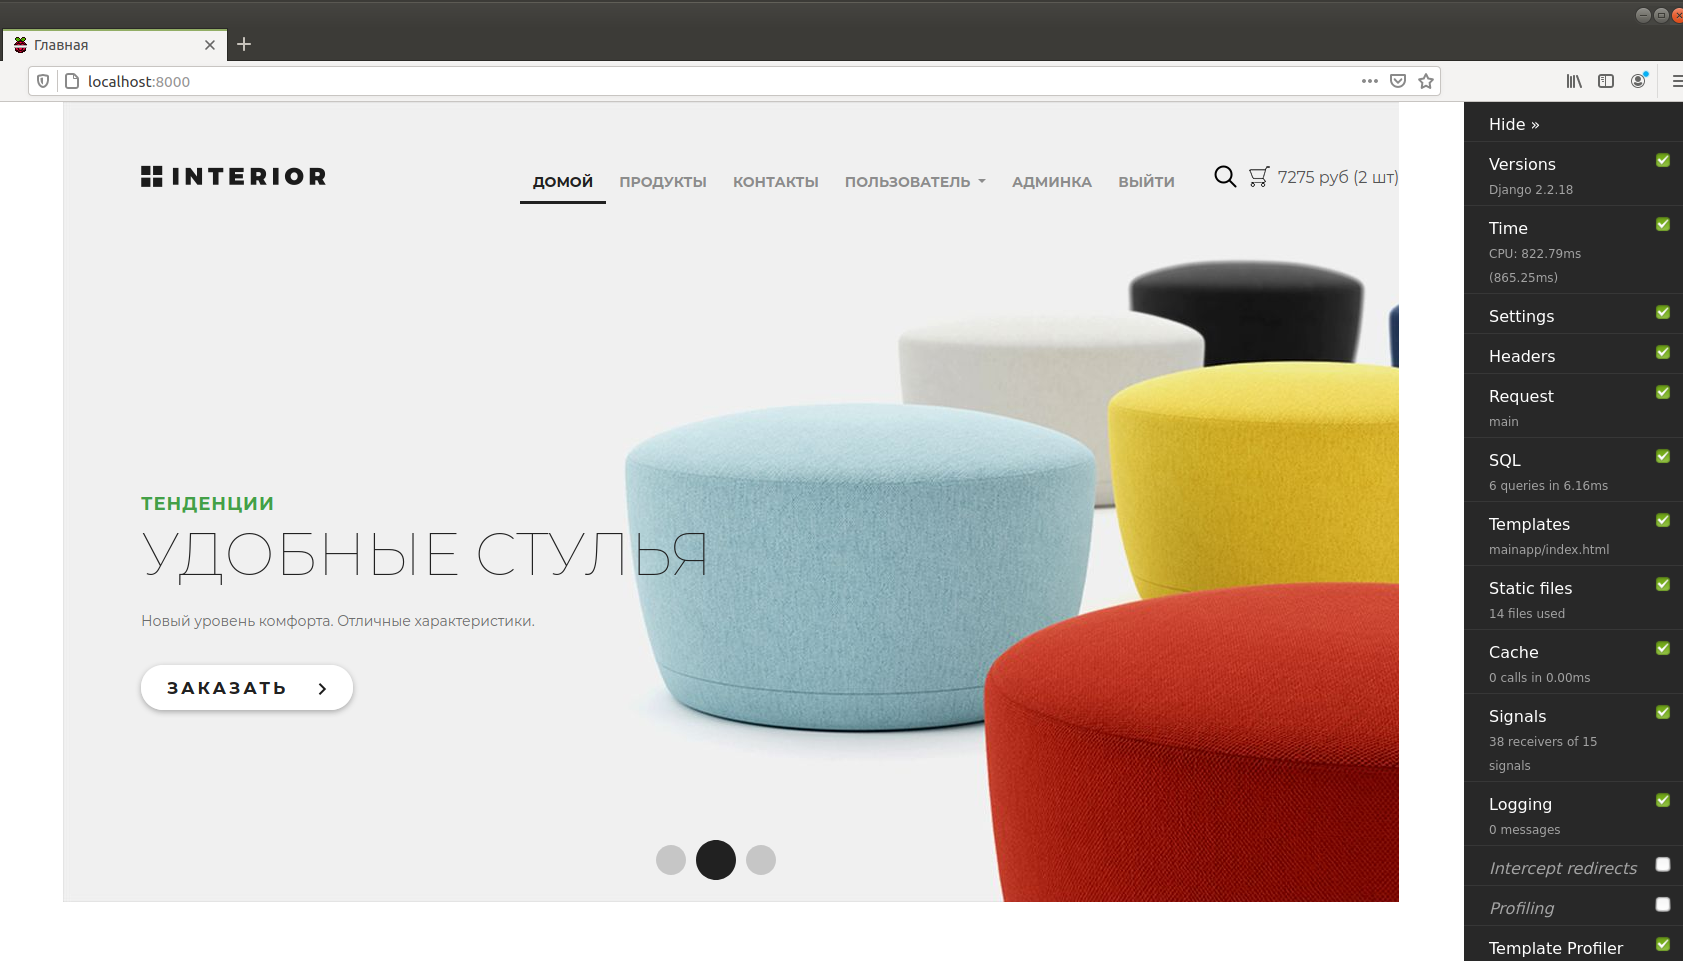 Главная
localhost:8000
INTERIOR
ДОМОЙ
ПРОДУКТЫ
КОНТАКТЫ
ПОЛЬЗОВАТЕЛЬ
АДМИНКА
ВЫЙТИ
7275 руб (2 шт)
ТЕНДЕНЦИИ
УДОБНЫЕ СТУЛЬЯ
Новый уровень комфорта. Отличные характеристики.
ЗАКАЗАТЬ
Hide »
Versions
Django 2.2.18
Time
CPU: 822.79ms
(865.25ms)
Settings
Headers
Request
main
SQL
6 queries in 6.16ms
Templates
mainapp/index.html
Static files
14 files used
Cache
0 calls in 0.00ms
Signals
38 receivers of 15
signals
Logging
0 messages
Intercept redirects
Profiling
Template Profiler